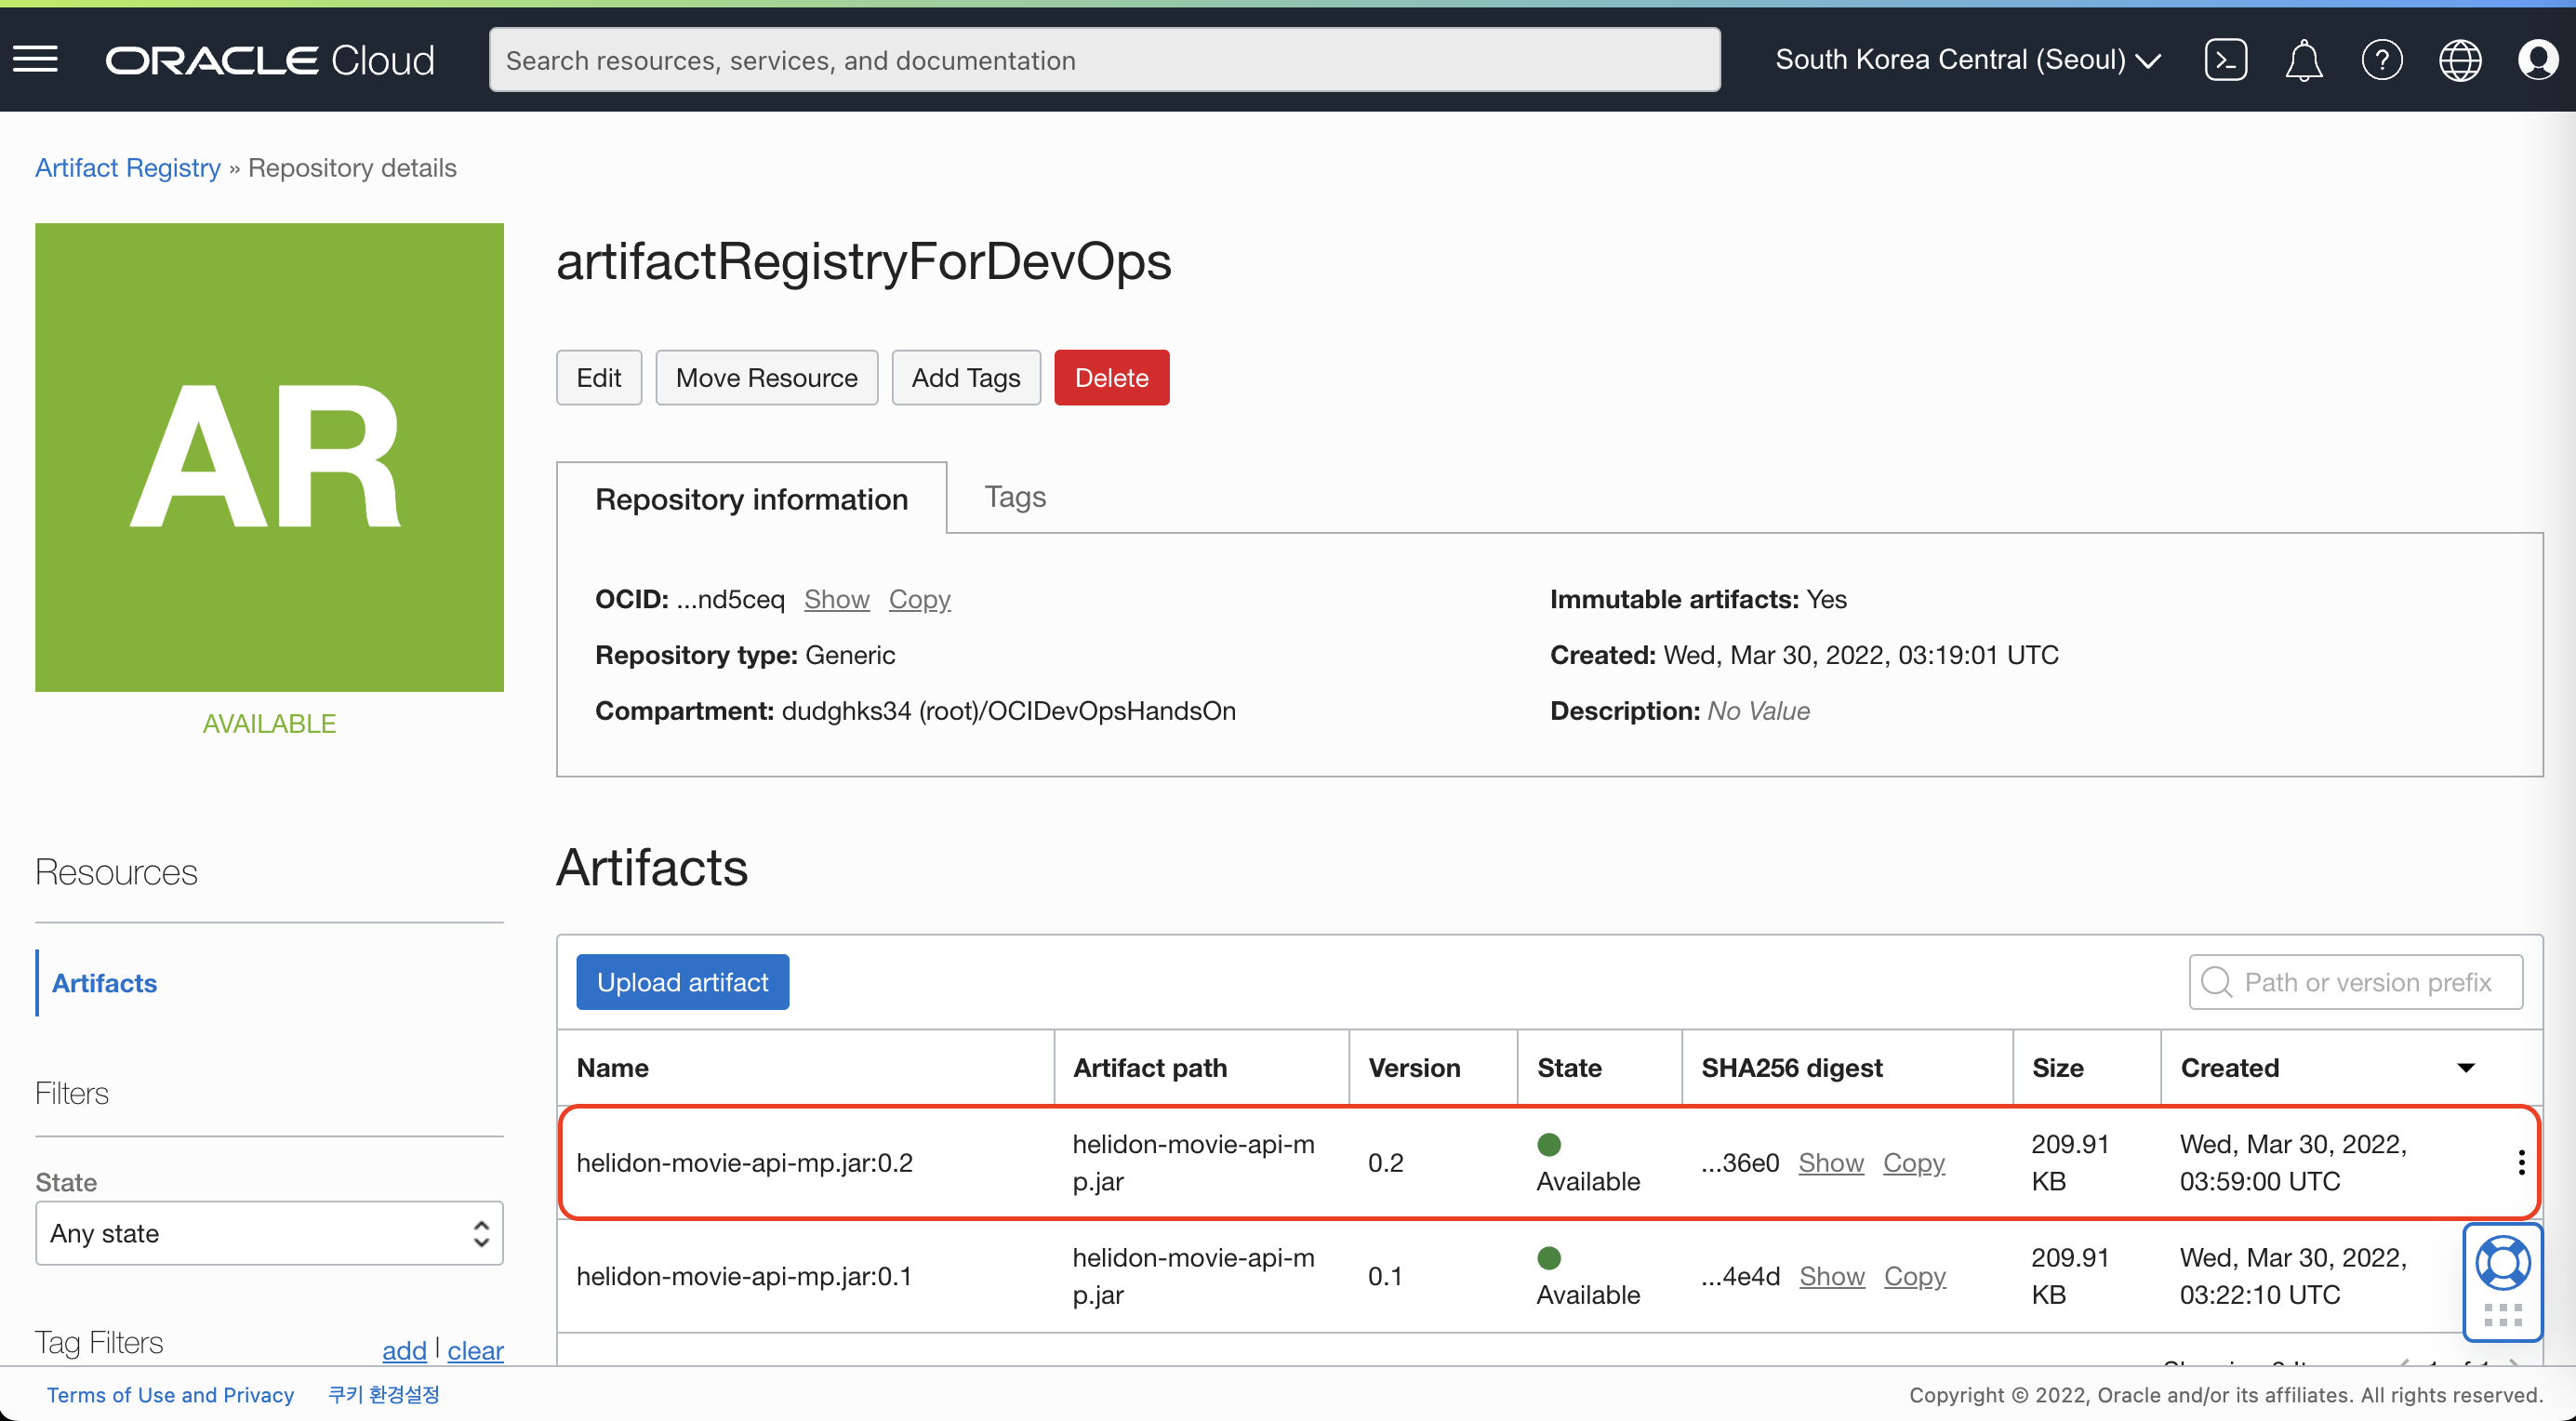 ORACLE Cloud
Search resources, services, and documentation
South Korea Central (Seoul)
Artifact Registry » Repository details
AR
AVAILABLE
artifactRegistryForDevOps
Edit Move Resource Add Tags Delete
Repository information Tags
OCID: ...nd5ceq Show Copy
Repository type: Generic
Compartment: dudghks34 (root)/OCIDevOpsHandsOn
Immutable artifacts: Yes
Created: Wed, Mar 30, 2022, 03:19:01 UTC
Description: No Value
Resources
Artifacts
Filters
State
Any state
Tag Filters add | clear
Artifacts
Upload artifact
Path or version prefix
Name Artifact path Version State SHA256 digest Size Created
helidon-movie-api-mp.jar:0.2 helidon-movie-api-m 0.2 Available ...36e0 Show Copy 209.91 Wed, Mar 30, 2022,
p.jar KB 03:59:00 UTC
helidon-movie-api-mp.jar:0.1 helidon-movie-api-m 0.1 Available ...4e4d Show Copy 209.91 Wed, Mar 30, 2022,
p.jar KB 03:22:10 UTC
Terms of Use and Privacy 쿠키 환경설정
Copyright © 2022, Oracle and/or its affiliates. All rights reserved.